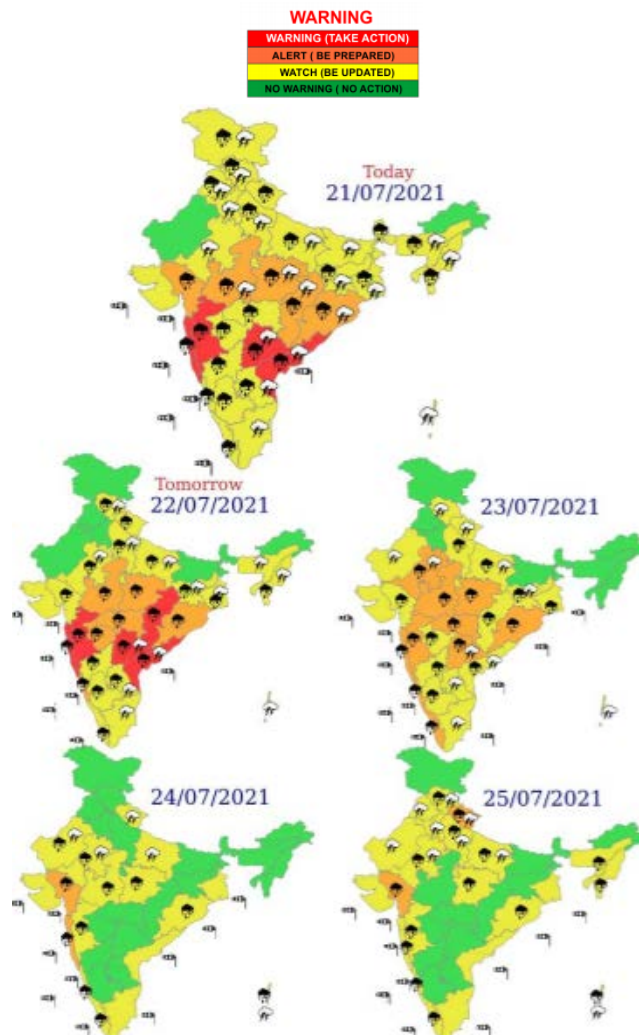 WARNING
WARNING (TAKE ACTION)
ALERT ( BE PREPARED)
WATCH (BE UPDATED)
NO WARNING ( NO ACTION)
Today
21/07/2021
Tomorrow
22/07/2021
23/07/2021
24/07/2021
25/07/2021